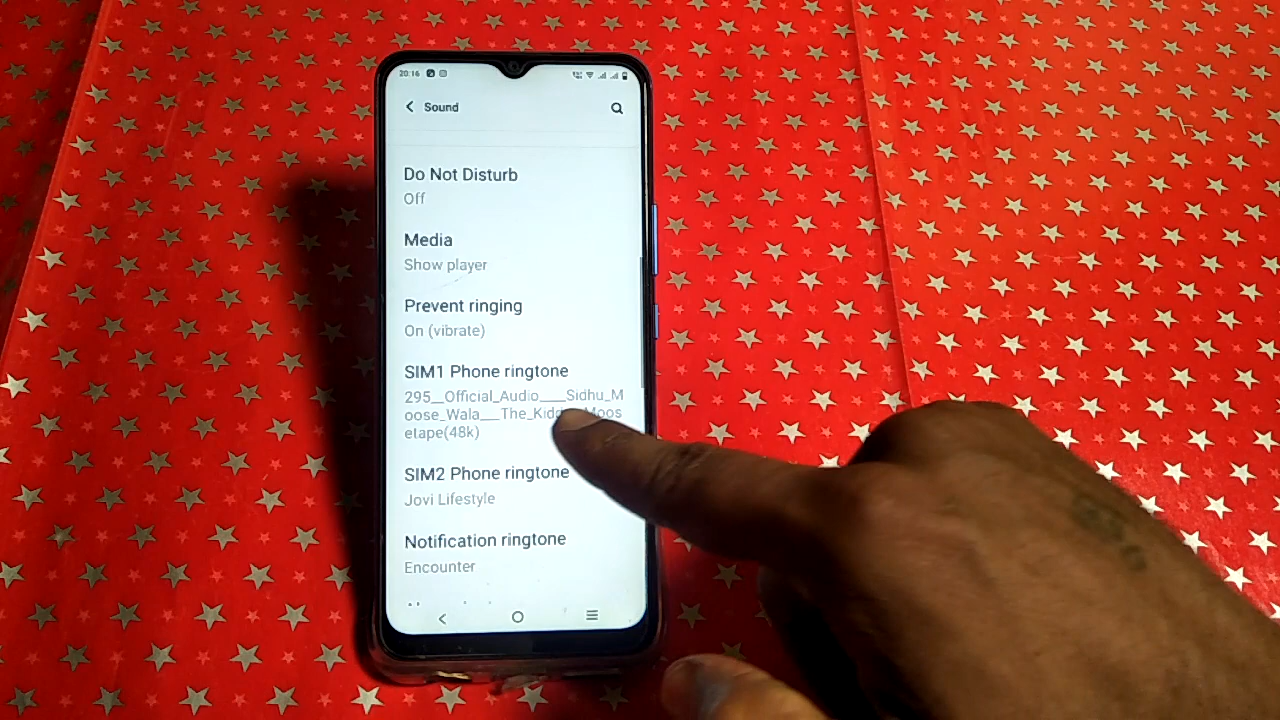 20:16
Sound
Do Not Disturb
Off
Media
Show player
Prevent ringing
On (vibrate)
SIM1 Phone ringtone
295__Official_Audio____Sidhu_M
oose_Wala___The_Kidd
Moos
etape(48k)
SIM2 Phone ringtone
Jovi Lifestyle
Notification ringtone
Encounter